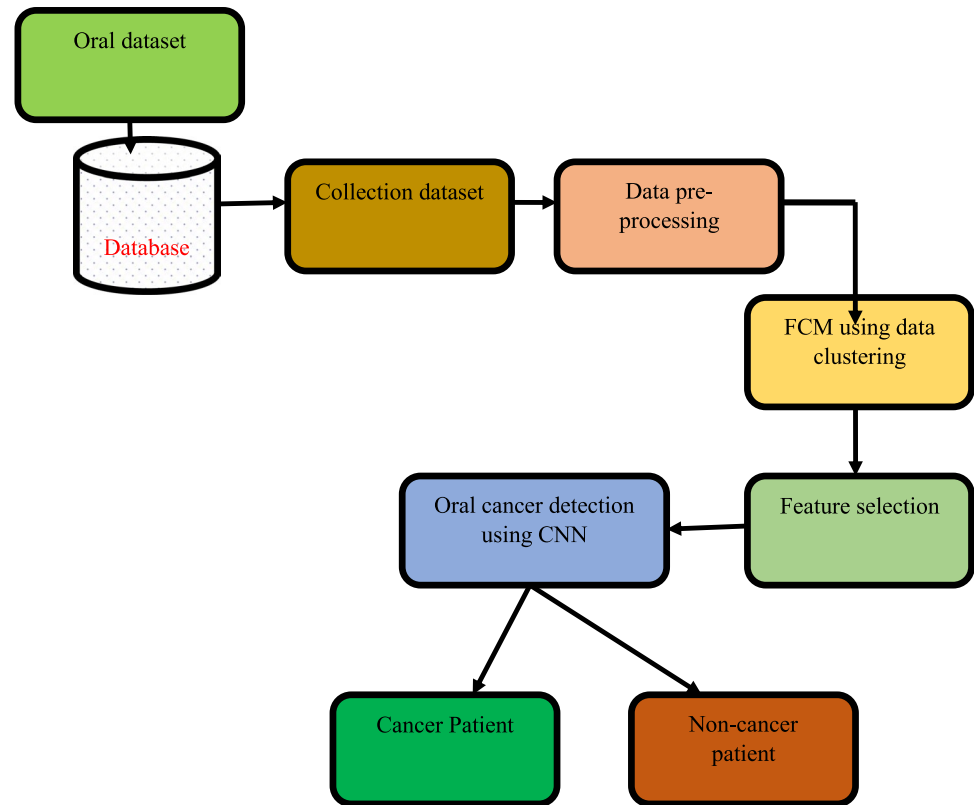 Oral dataset
Database
Collection dataset
Data pre-
processing
FCM using data
clustering
Feature selection
Oral cancer detection
using CNN
Cancer Patient
Non-cancer
patient